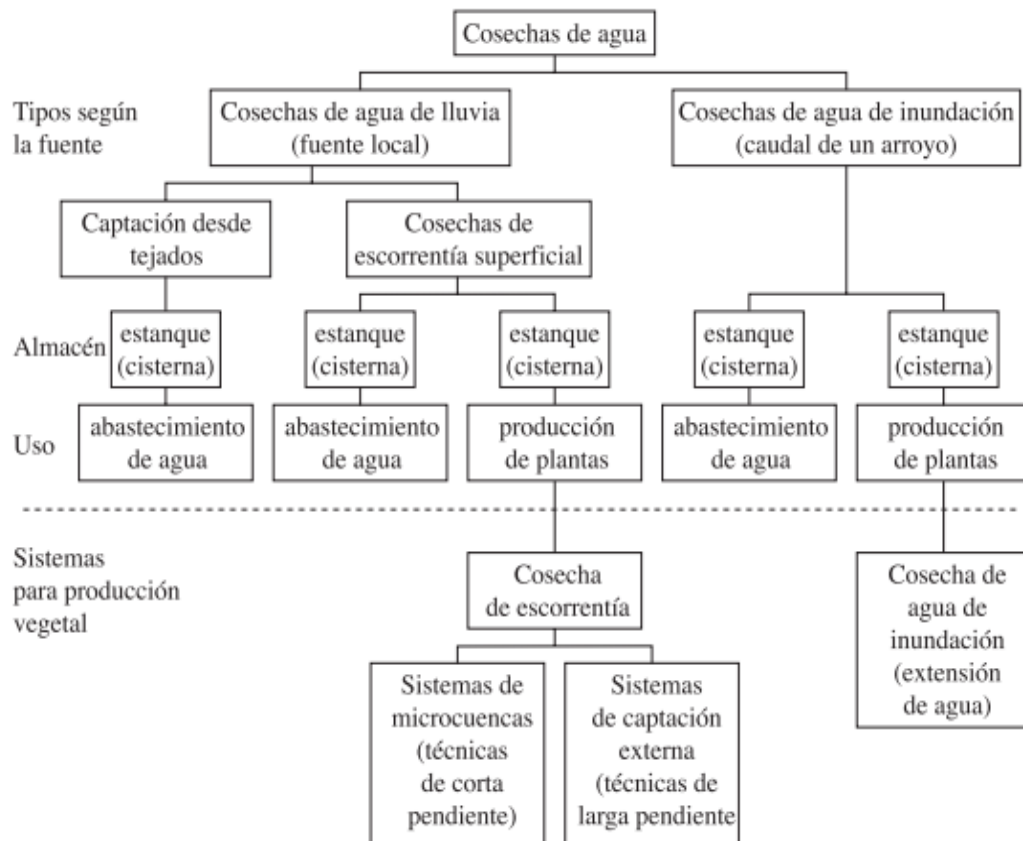 Cosechas de agua
Tipos según
la fuente
Cosechas de agua de lluvia
(fuente local)
Cosechas de agua de inundación
(caudal de un arroyo)
Captación desde
tejados
Cosechas de
escorrentía superficial
Almacén
estanque
(cisterna)
estanque
(cisterna)
estanque
(cisterna)
estanque
(cisterna)
estanque
(cisterna)
Uso
abastecimiento
de agua
abastecimiento
de agua
producción
de plantas
abastecimiento
de agua
producción
de plantas
Sistemas
para producción
vegetal
Cosecha
de escorrentía
Cosecha de
agua de
inundación
(extensión
de agua)
Sistemas de
microcuencas
(técnicas
de corta
pendiente)
Sistemas
de captación
externa
(técnicas de
larga pendiente